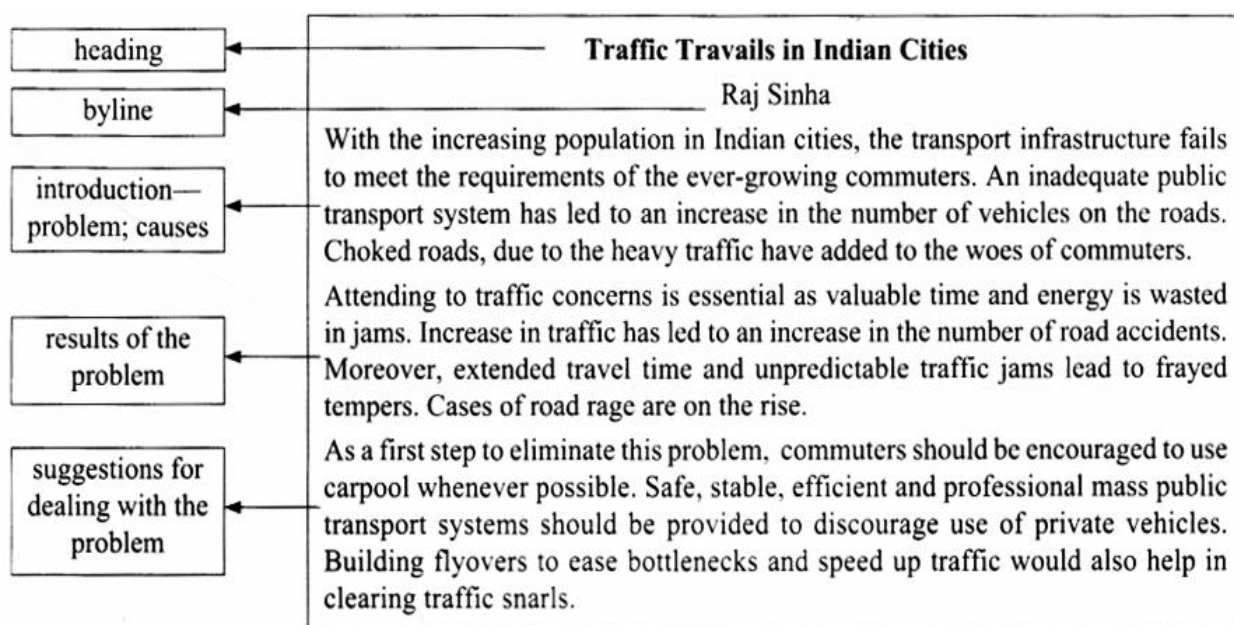 heading
Traffic Travails in Indian Cities
byline
Raj Sinha
introduction—
problem; causes
With the increasing population in Indian cities, the transport infrastructure fails
to meet the requirements of the ever-growing commuters. An inadequate public
transport system has led to an increase in the number of vehicles on the roads.
Choked roads, due to the heavy traffic have added to the woes of commuters.
results of the
problem
Attending to traffic concerns is essential as valuable time and energy is wasted
in jams. Increase in traffic has led to an increase in the number of road accidents.
Moreover, extended travel time and unpredictable traffic jams lead to frayed
tempers. Cases of road rage are on the rise.
suggestions for
dealing with the
problem
As a first step to eliminate this problem, commuters should be encouraged to use
carpool whenever possible. Safe, stable, efficient and professional mass public
transport systems should be provided to discourage use of private vehicles.
Building flyovers to ease bottlenecks and speed up traffic would also help in
clearing traffic snarls.